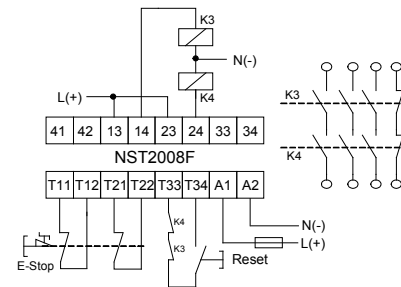 K3
N(-)
K4
L(+)
41 42 13 14 23 24 33 34
NST2008F
T11 T12 T21 T22 T33 T34 A1 A2
K3
K4
K4
K3
N(-)
L(+)
E-Stop
Reset